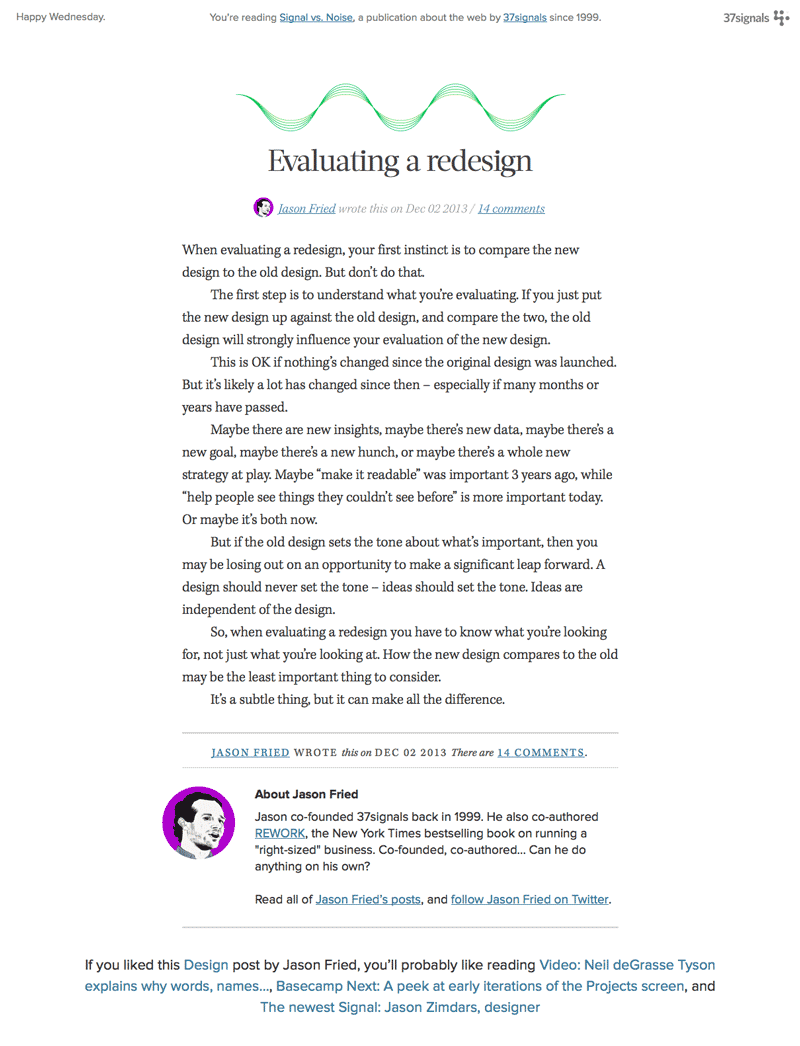 Happy Wednesday.
You're reading Signal vs. Noise, a publication about the web by 37signals since 1999.
37signals
Evaluating a redesign
Jason Fried wrote this on Dec 02 2013 / 14 comments
When evaluating a redesign, your first instinct is to compare the new
design to the old design. But don’t do that.
The first step is to understand what you’re evaluating. If you just put
the new design up against the old design, and compare the two, the old
design will strongly influence your evaluation of the new design.
This is OK if nothing’s changed since the original design was launched.
But it’s likely a lot has changed since then – especially if many months or
years have passed.
Maybe there are new insights, maybe there’s new data, maybe there’s a
new goal, maybe there’s a new hunch, or maybe there’s a whole new
strategy at play. Maybe “make it readable” was important 3 years ago, while
“help people see things they couldn’t see before” is more important today.
Or maybe it’s both now.
But if the old design sets the tone about what’s important, then you
may be losing out on an opportunity to make a significant leap forward. A
design should never set the tone – ideas should set the tone. Ideas are
independent of the design.
So, when evaluating a redesign you have to know what you’re looking
for, not just what you’re looking at. How the new design compares to the old
may be the least important thing to consider.
It’s a subtle thing, but it can make all the difference.
JASON FRIED WROTE this on DEC 02 2013 There are 14 COMMENTS.
About Jason Fried
Jason co-founded 37signals back in 1999. He also co-authored
REWORK, the New York Times bestselling book on running a
"right-sized" business. Co-founded, co-authored... Can he do
anything on his own?
Read all of Jason Fried’s posts, and follow Jason Fried on Twitter.
If you liked this Design post by Jason Fried, you’ll probably like reading Video: Neil deGrasse Tyson
explains why words, names..., Basecamp Next: A peek at early iterations of the Projects screen, and
The newest Signal: Jason Zimdars, designer